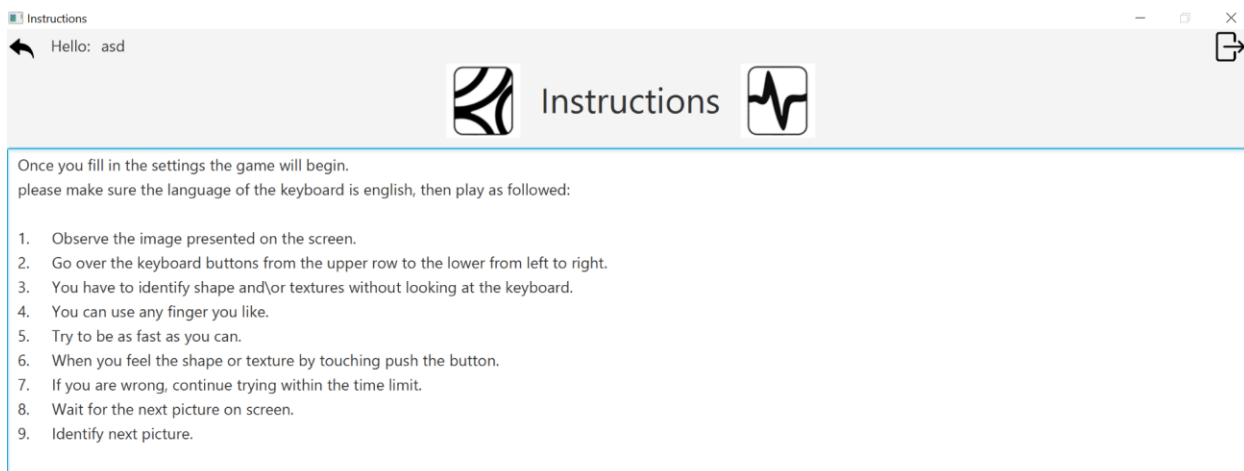 Instructions
Hello: asd
Instructions
Once you fill in the settings the game will begin.
please make sure the language of the keyboard is english, then play as followed:
1. Observe the image presented on the screen.
2. Go over the keyboard buttons from the upper row to the lower from left to right.
3. You have to identify shape and\or textures without looking at the keyboard.
4. You can use any finger you like.
5. Try to be as fast as you can.
6. When you feel the shape or texture by touching push the button.
7. If you are wrong, continue trying within the time limit.
8. Wait for the next picture on screen.
9. Identify next picture.